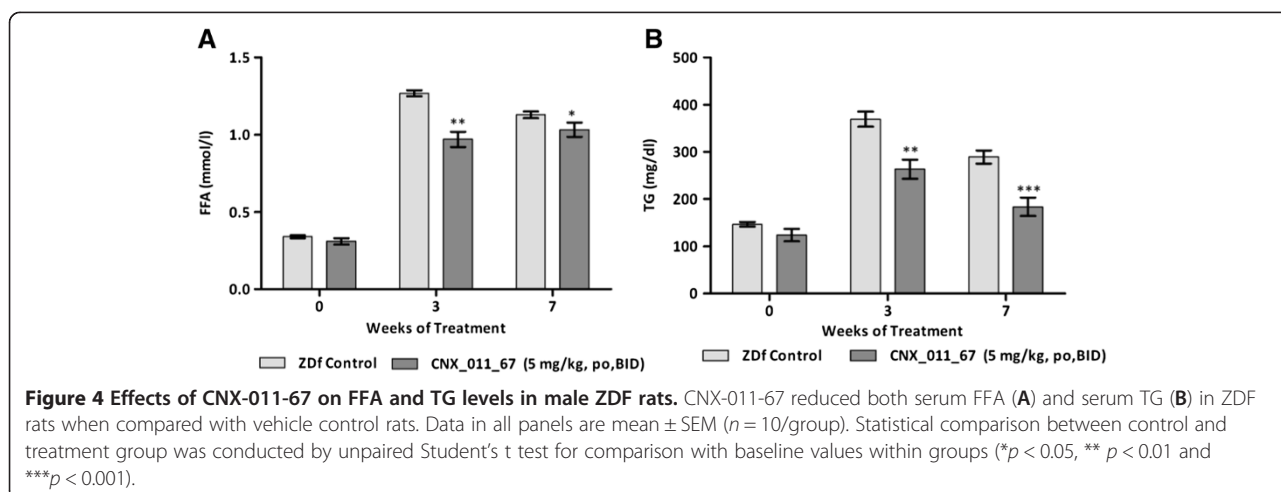 A
1.5
1.0
0.5
0.0
FFA (mmol/l)
**
*
0
3
7
Weeks of Treatment
ZDf Control
CNX_011_67 (5 mg/kg, po,BID)
B
500
400
300
200
100
0
TG (mg/dl)
**
***
0
3
7
Weeks of Treatment
ZDf Control
CNX_011_67 (5 mg/kg, po,BID)
Figure 4 Effects of CNX-011-67 on FFA and TG levels in male ZDF rats. CNX-011-67 reduced both serum FFA (A) and serum TG (B) in ZDF
rats when compared with vehicle control rats. Data in all panels are mean ± SEM (n = 10/group). Statistical comparison between control and
treatment group was conducted by unpaired Student's t test for comparison with baseline values within groups (*p < 0.05, ** p < 0.01 and
***p < 0.001).